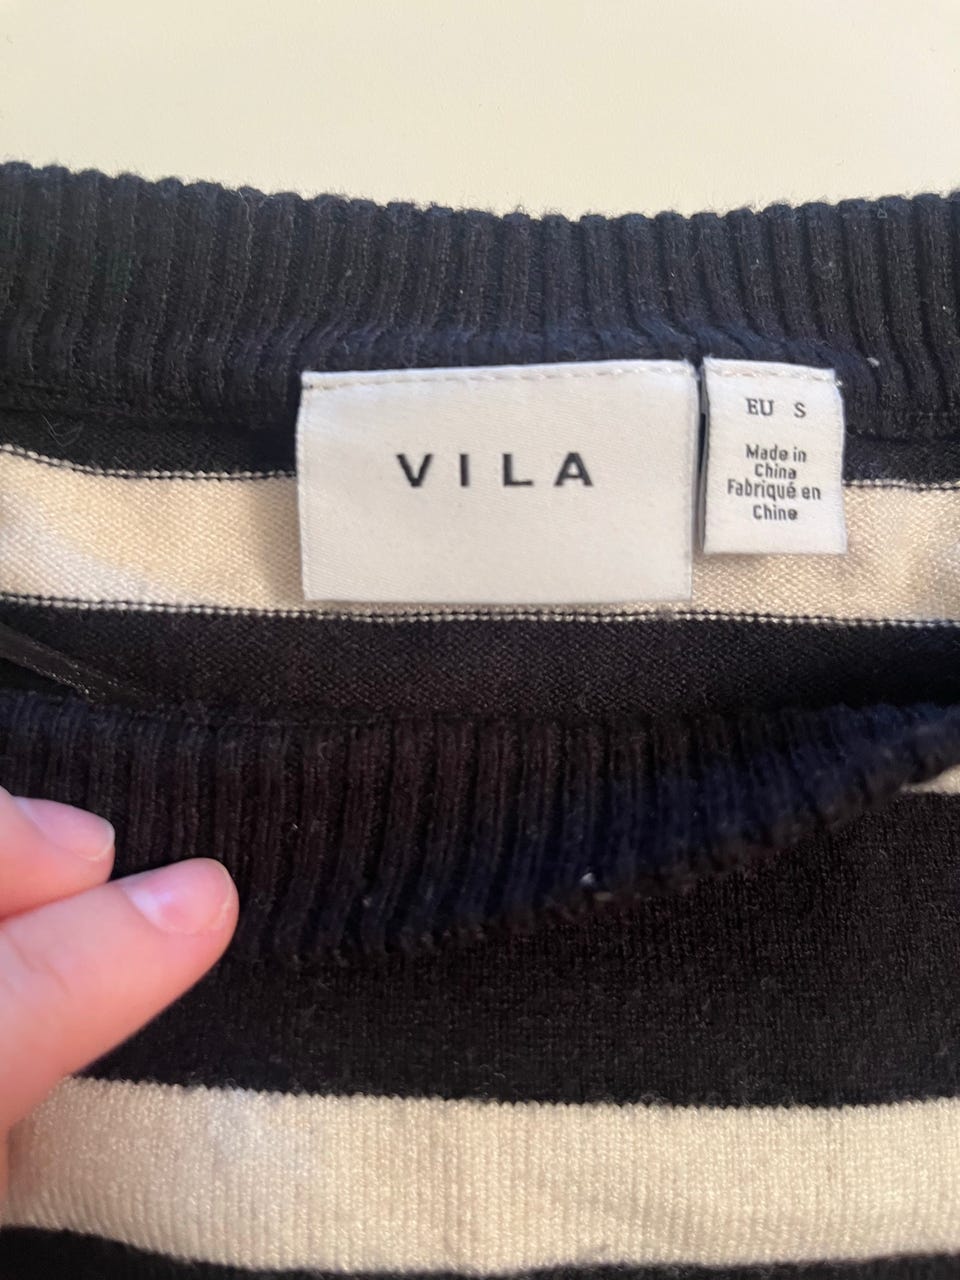 VILA
EU S
Made in
China
Fabriqué en
Chine